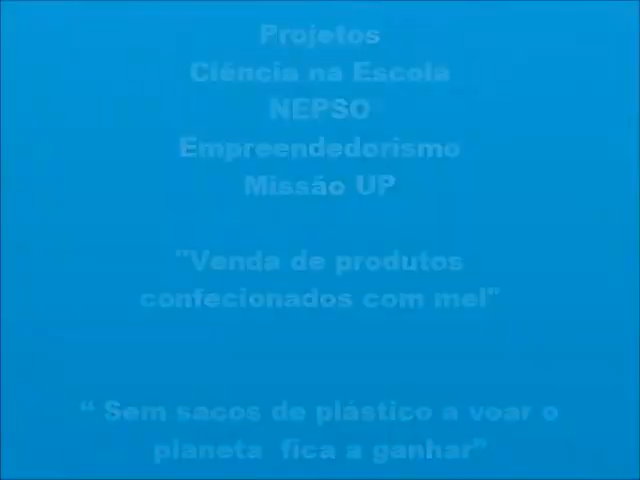 Projetos
Ciência na Escola
NEPSO
Empreendedorismo
Missão UP
"Venda de produtos
confecionados com mel"
“ Sem sacos de plástico a voar o
planeta fica a ganhar”